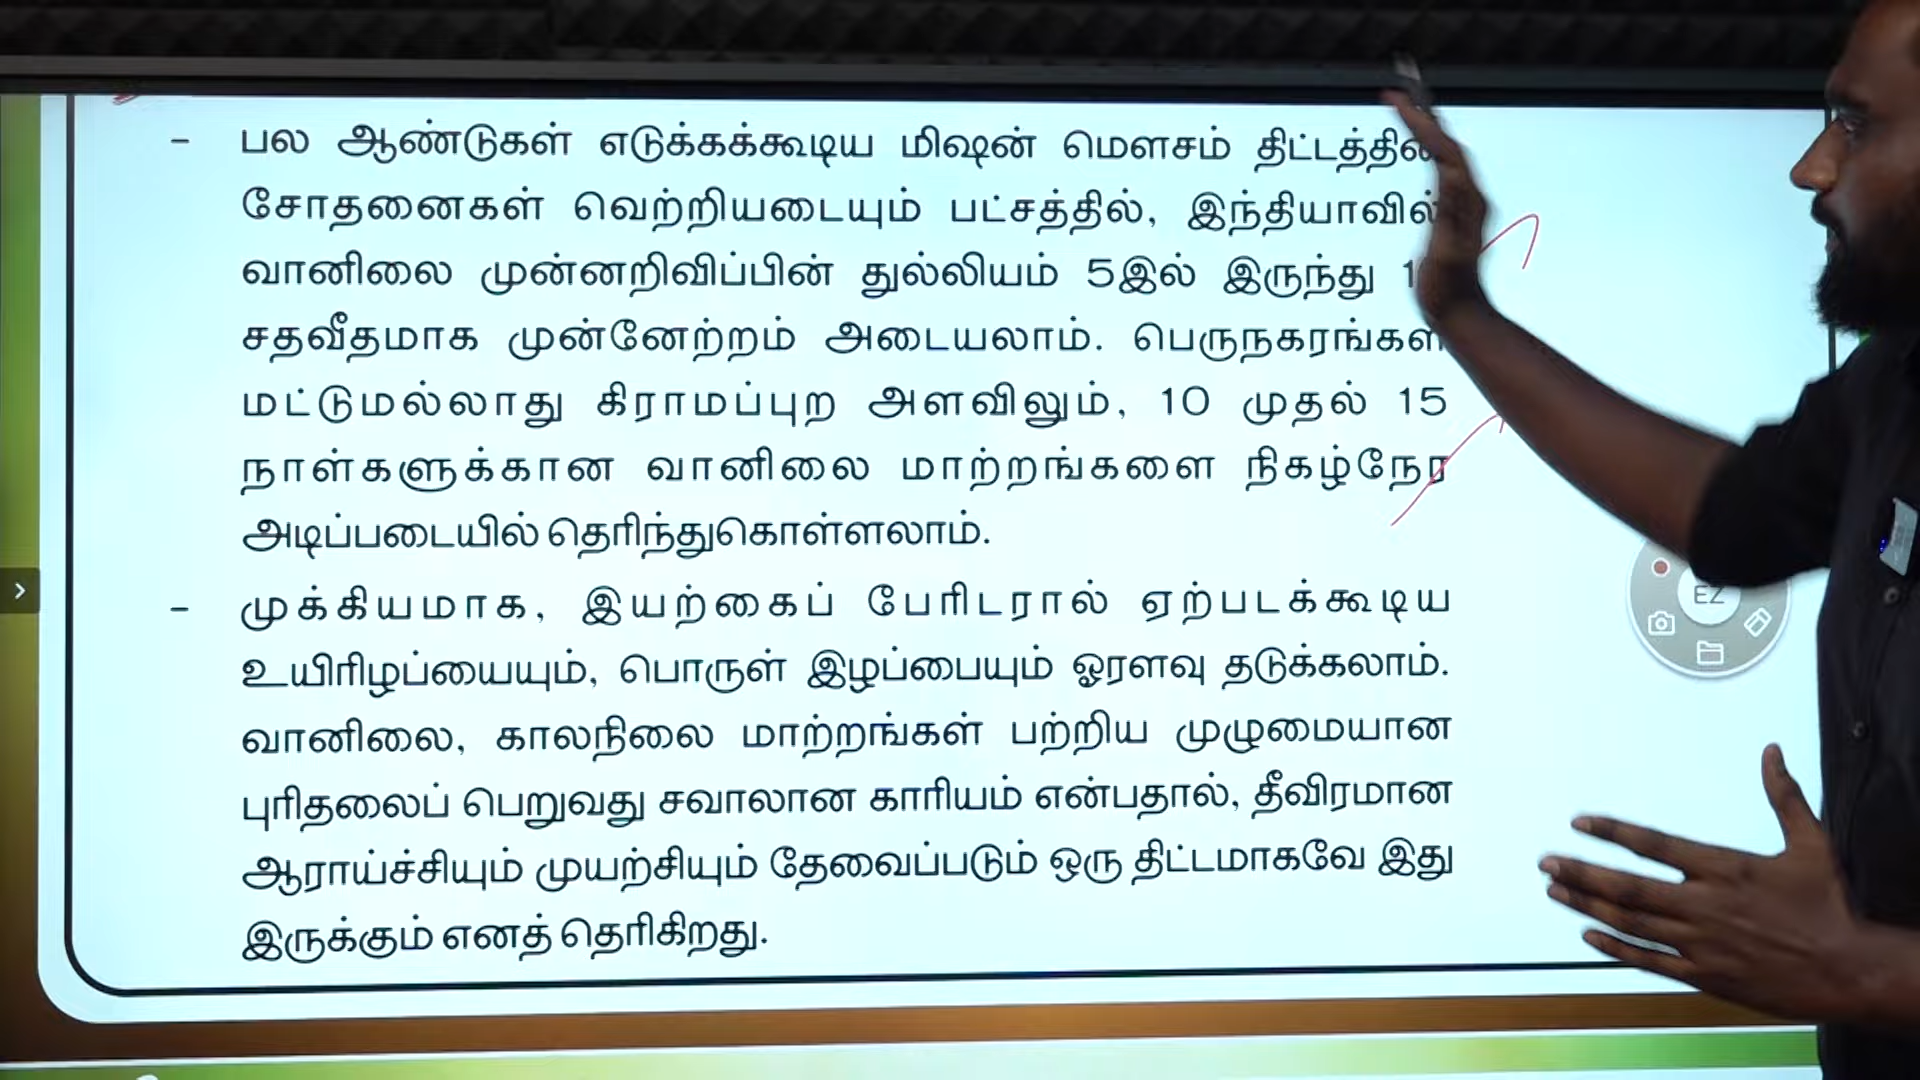 - பல ஆண்டுகள் எடுக்கக்கூடிய மிஷன் மௌசம்
சோதனைகள் வெற்றியடையும் பட்சத்தில், இந்தியாவில்
வானிலை முன்னறிவிப்பின் துல்லியம் 5இல் இருந்து
சதவீதமாக முன்னேற்றம் அடையலாம். பெருநகரங்கள்
மட்டுமல்லாது கிராமப்புற அளவிலும், 10 முதல் 15
நாள்களுக்கான வானிலை மாற்றங்களை நிகழ்நேர
அடிப்படையில் தெரிந்துகொள்ளலாம்.
- முக்கியமாக, இயற்கைப் பேரிடரால் ஏற்படக்கூடிய
உயிரிழப்யையும், பொருள் இழப்பையும் ஓரளவு தடுக்கலாம்.
வானிலை, காலநிலை மாற்றங்கள் பற்றிய முழுமையான
புரிதலைப் பெறுவது சவாலான காரியம் என்பதால், தீவிரமான
ஆராய்ச்சியும் முயற்சியும் தேவைப்படும் ஒரு திட்டமாகவே இது
இருக்கும் எனத் தெரிகிறது.
EZ